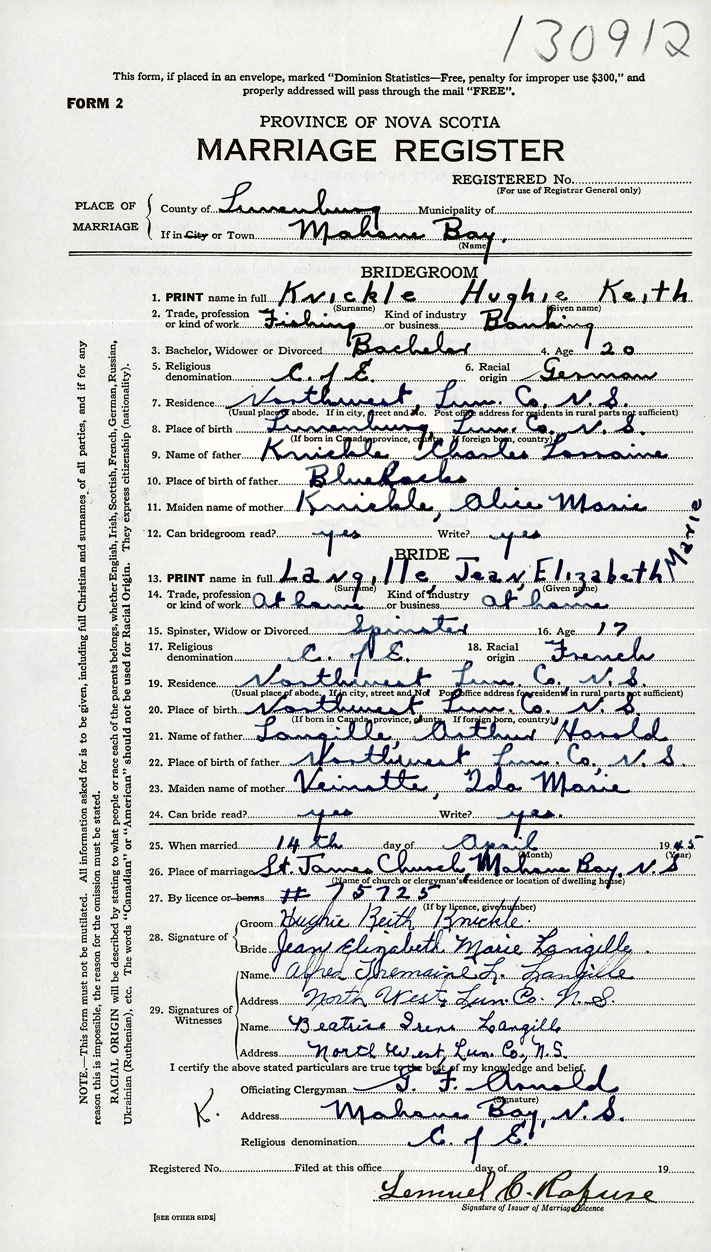 130912
This form, if placed in an envelope, marked "Dominion Statistics—Free, penalty for improper use $300," and
properly addressed will pass through the mail "FREE".
FORM 2
PROVINCE OF NOVA SCOTIA
MARRIAGE REGISTER
REGISTERED No.
(For use of Registrar General only)
PLACE OF MARRIAGE
County of Lunenburg Municipality of
If in City or Town Mahone Bay.
(Name)
BRIDEGROOM
1. PRINT name in full Knickle Hughie Keith
(Surname) (Given name)
2. Trade, profession or kind of work Fishing Kind of industry or business Banking
3. Bachelor, Widower or Divorced Bachelor 4. Age 20
5. Religious denomination C. of E. 6. Racial origin German
7. Residence Northwest, Lun. Co. N.S.
(Usual place of abode. If in city, street and No. Post office address for residents in rural parts not sufficient)
8. Place of birth Lunenburg, Lun. Co. N.S.
(If born in Canada, province, county. If foreign born, country)
9. Name of father Knickle Charles Lorraine
10. Place of birth of father Blue Rocks
11. Maiden name of mother Knickle, Alice Marie
12. Can bridegroom read? yes Write? yes
BRIDE
13. PRINT name in full Langille, Jean, Elizabeth Marie
(Surname) (Given name)
14. Trade, profession or kind of work At home Kind of industry or business at home
15. Spinster, Widow or Divorced Spinster 16. Age 17
17. Religious denomination C. of E. 18. Racial origin French
19. Residence Northwest Lun. Co., N.S.
(Usual place of abode. If in city, street and No. Post office address for residents in rural parts not sufficient)
20. Place of birth Northwest Lun. Co. N.S.
(If born in Canada, province, county. If foreign born, country)
21. Name of father Langille, Arthur Harold
22. Place of birth of father Northwest Lun. Co., N.S.
23. Maiden name of mother Veinotte, Ida Marie
24. Can bride read? yes Write? yes.
25. When married 14th day of April 1945
(Month) (Year)
26. Place of marriage St. James Church, Mahone Bay, N.S
(Name of church or clergyman's residence or location of dwelling house)
27. By licence or banns # 75725
(If by licence, give number)
28. Signature of
Groom Hughie Keith Knickle.
Bride Jean Elizabeth Marie Langille.
29. Signatures of Witnesses
Name Alfred Tremaine L. Langille
Address North West, Lun. Co. N.S.
Name Beatrice Irene Langille
Address North West, Lun. Co., N.S.
I certify the above stated particulars are true to the best of my knowledge and belief.
Officiating Clergyman G. F. Arnold
(Signature)
K. Address Mahone Bay, N.S.
Religious denomination C. of E.
Registered No. Filed at this office day of 19
Lemuel C. Rafuse
Signature of Issuer of Marriage Licence
[SEE OTHER SIDE]
NOTE.—This form must not be mutilated. All information asked for is to be given, including full Christian and surnames of all parties, and if for any
reason this is impossible, the reason for the omission must be stated.
RACIAL ORIGIN will be described by stating to what people or race each of the parents belongs, whether English, Irish, Scottish, French, German Russian,
Ukrainian (Ruthenian), etc. The words "Canadian" or "American" should not be used for Racial Origin. They express citizenship (nationality).